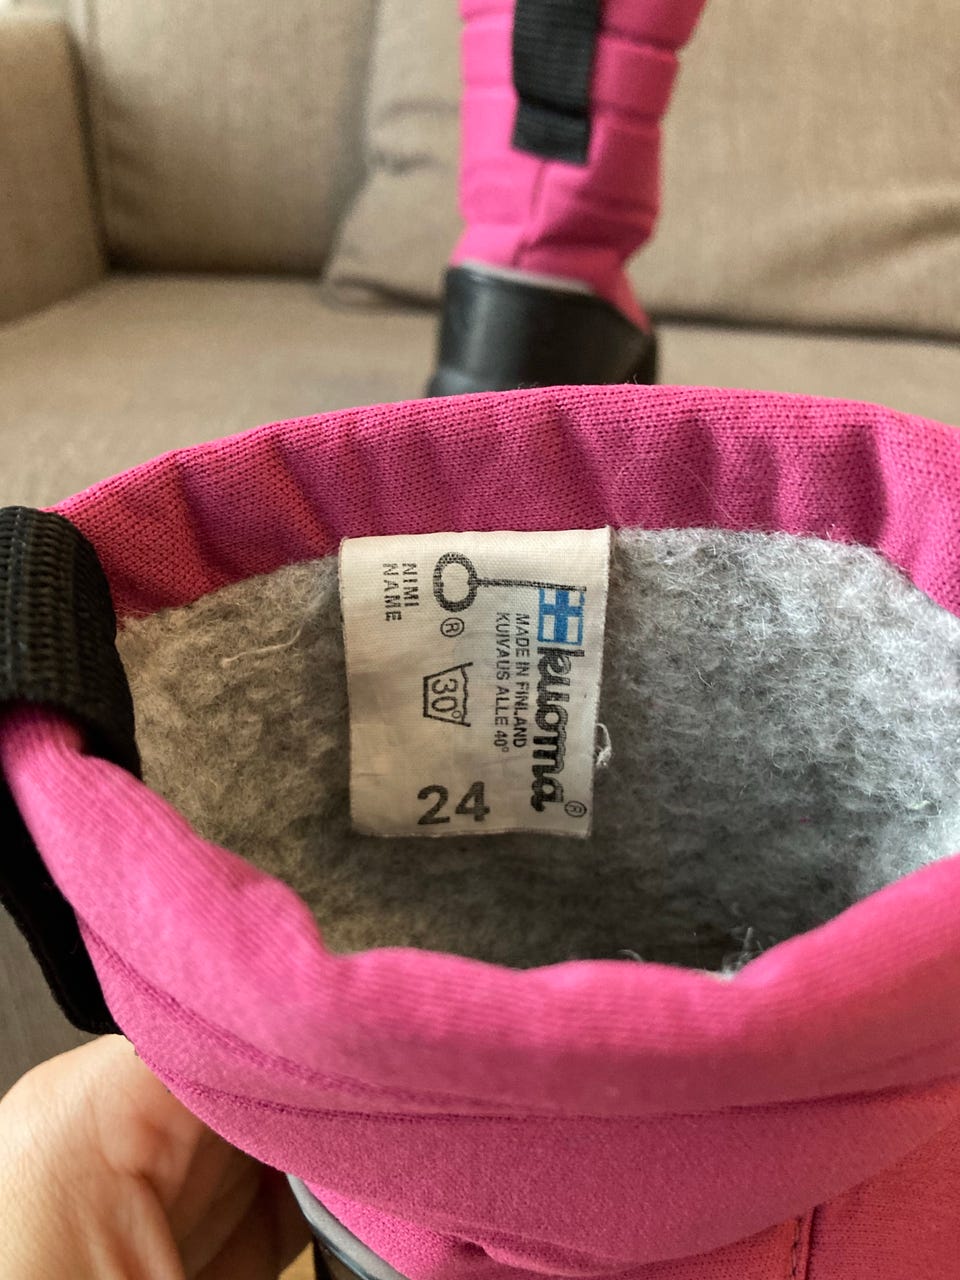 kuoma®
MADE IN FINLAND
KUIVAUS ALLE 40°
®
30°
NIMI
NAME
24